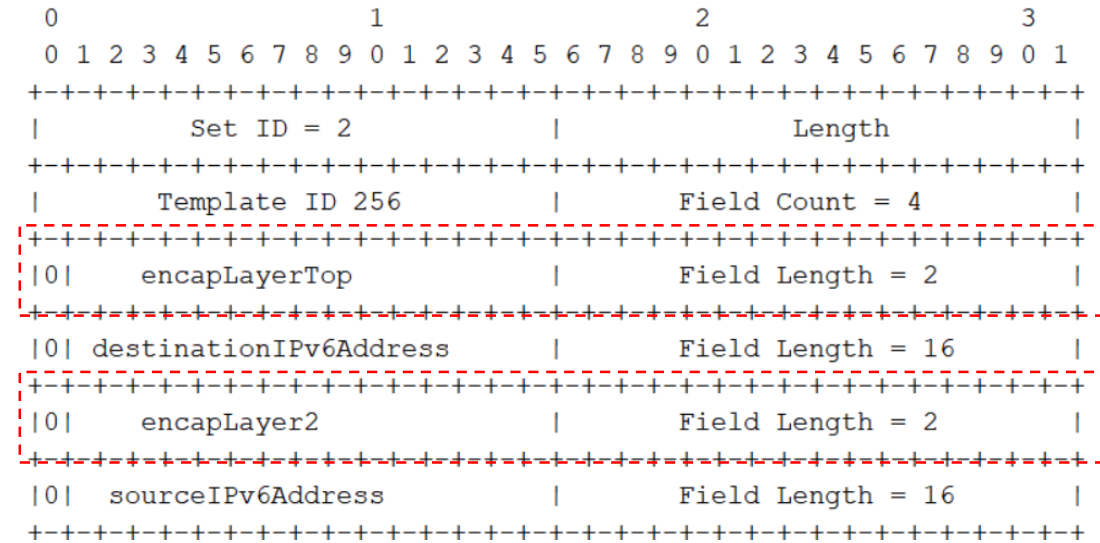 0                   1                   2                   3
0 1 2 3 4 5 6 7 8 9 0 1 2 3 4 5 6 7 8 9 0 1 2 3 4 5 6 7 8 9 0 1
+-+-+-+-+-+-+-+-+-+-+-+-+-+-+-+-+-+-+-+-+-+-+-+-+-+-+-+-+-+-+-+-+
|         Set ID = 2            |              Length           |
+-+-+-+-+-+-+-+-+-+-+-+-+-+-+-+-+-+-+-+-+-+-+-+-+-+-+-+-+-+-+-+-+
|       Template ID 256         |       Field Count = 4         |
+-+-+-+-+-+-+-+-+-+-+-+-+-+-+-+-+-+-+-+-+-+-+-+-+-+-+-+-+-+-+-+-+
|0|    encapLayerTop            |       Field Length = 2        |
+-+-+-+-+-+-+-+-+-+-+-+-+-+-+-+-+-+-+-+-+-+-+-+-+-+-+-+-+-+-+-+-+
|0| destinationIPv6Address      |       Field Length = 16       |
+-+-+-+-+-+-+-+-+-+-+-+-+-+-+-+-+-+-+-+-+-+-+-+-+-+-+-+-+-+-+-+-+
|0|    encapLayer2              |       Field Length = 2        |
+-+-+-+-+-+-+-+-+-+-+-+-+-+-+-+-+-+-+-+-+-+-+-+-+-+-+-+-+-+-+-+-+
|0|  sourceIPv6Address          |       Field Length = 16       |
+-+-+-+-+-+-+-+-+-+-+-+-+-+-+-+-+-+-+-+-+-+-+-+-+-+-+-+-+-+-+-+-+